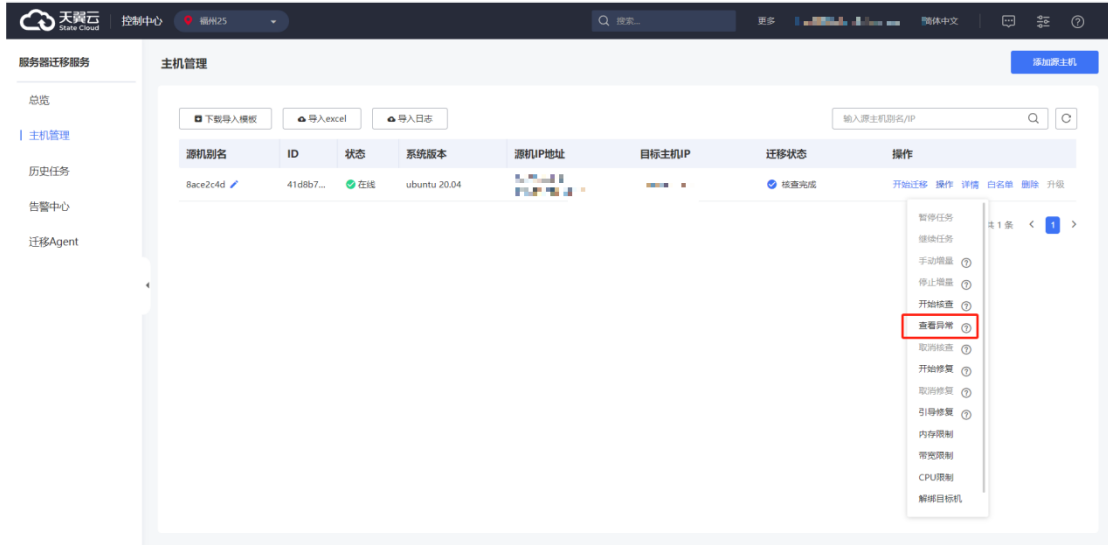 天翼云 State Cloud 控制中心 福州25 搜索... 更多 简体中文
服务器迁移服务
总览
主机管理
历史任务
告警中心
迁移Agent
主机管理 添加源主机
下载导入模板 导入excel 导入日志 输入源主机别名/IP
源机别名 ID 状态 系统版本 源机IP地址 目标主机IP 迁移状态 操作
8ace2c4d 41d8b7... 在线 ubuntu 20.04 核查完成 开始迁移 操作 详情 白名单 删除 升级
共 1 条 1
暂停任务
继续任务
手动增量
停止增量
开始核查
查看异常
取消核查
开始修复
取消修复
引导修复
内存限制
带宽限制
CPU限制
解绑目标机